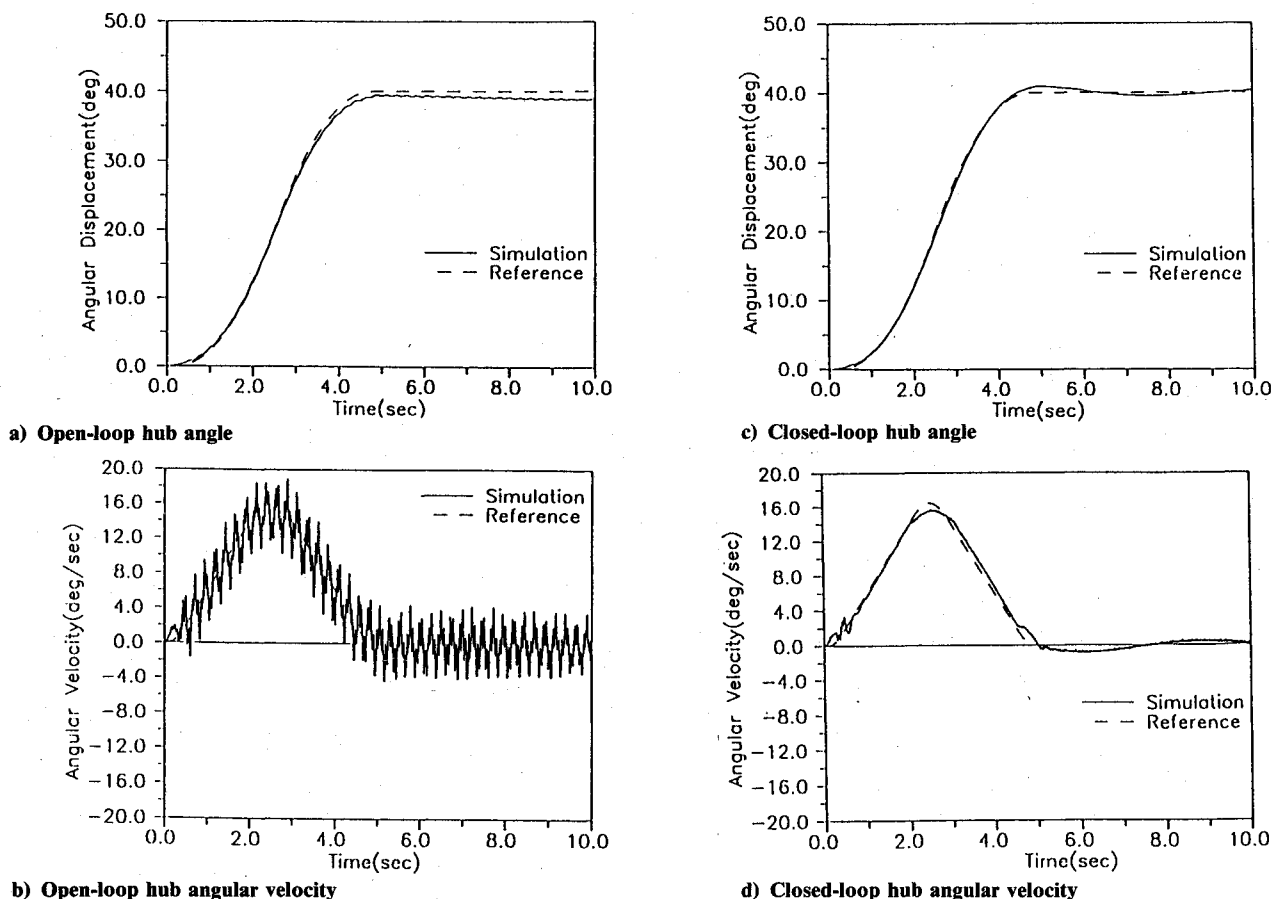 50.0
40.0
30.0
20.0
10.0
0.0
Angular Displacement(deg)
Simulation
Reference
0.0 2.0 4.0 6.0 8.0 10.0
Time(sec)
a) Open-loop hub angle
50.0
40.0
30.0
20.0
10.0
0.0
Angular Displacement(deg)
Simulation
Reference
0.0 2.0 4.0 6.0 8.0 10.0
Time(sec)
c) Closed-loop hub angle
20.0
16.0
12.0
8.0
4.0
0.0
−4.0
−8.0
−12.0
−16.0
−20.0
Angular Velocity(deg/sec)
Simulation
Reference
0.0 2.0 4.0 6.0 8.0 10.0
Time(sec)
b) Open-loop hub angular velocity
20.0
16.0
12.0
8.0
4.0
0.0
−4.0
−8.0
−12.0
−16.0
−20.0
Angular Velocity(deg/sec)
Simulation
Reference
0.0 2.0 4.0 6.0 8.0 10.0
Time(sec)
d) Closed-loop hub angular velocity